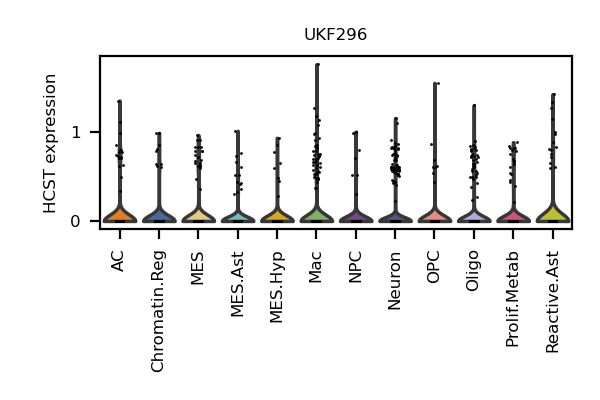 UKF296
HCST expression
1
0
AC
Chromatin.Reg
MES
MES.Ast
MES.Hyp
Mac
NPC
Neuron
OPC
Oligo
Prolif.Metab
Reactive.Ast